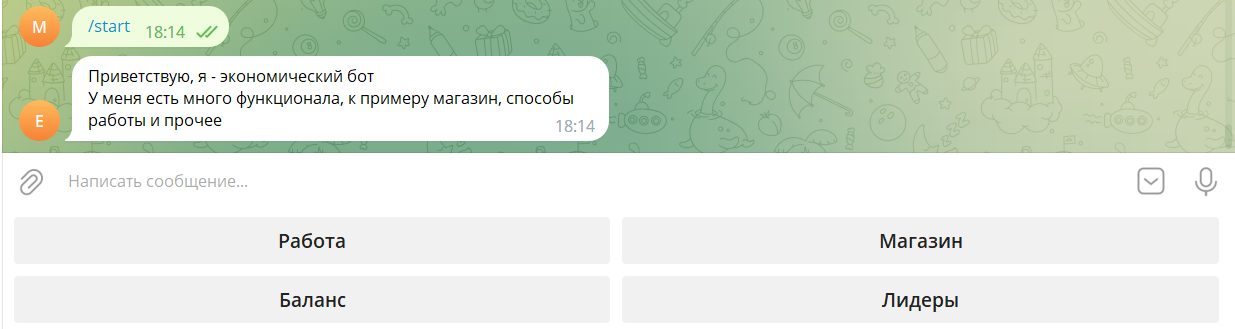 М
/start
18:14
Приветствую, я - экономический бот
У меня есть много функционала, к примеру магазин, способы
работы и прочее
Е
18:14
Написать сообщение...
Работа
Магазин
Баланс
Лидеры